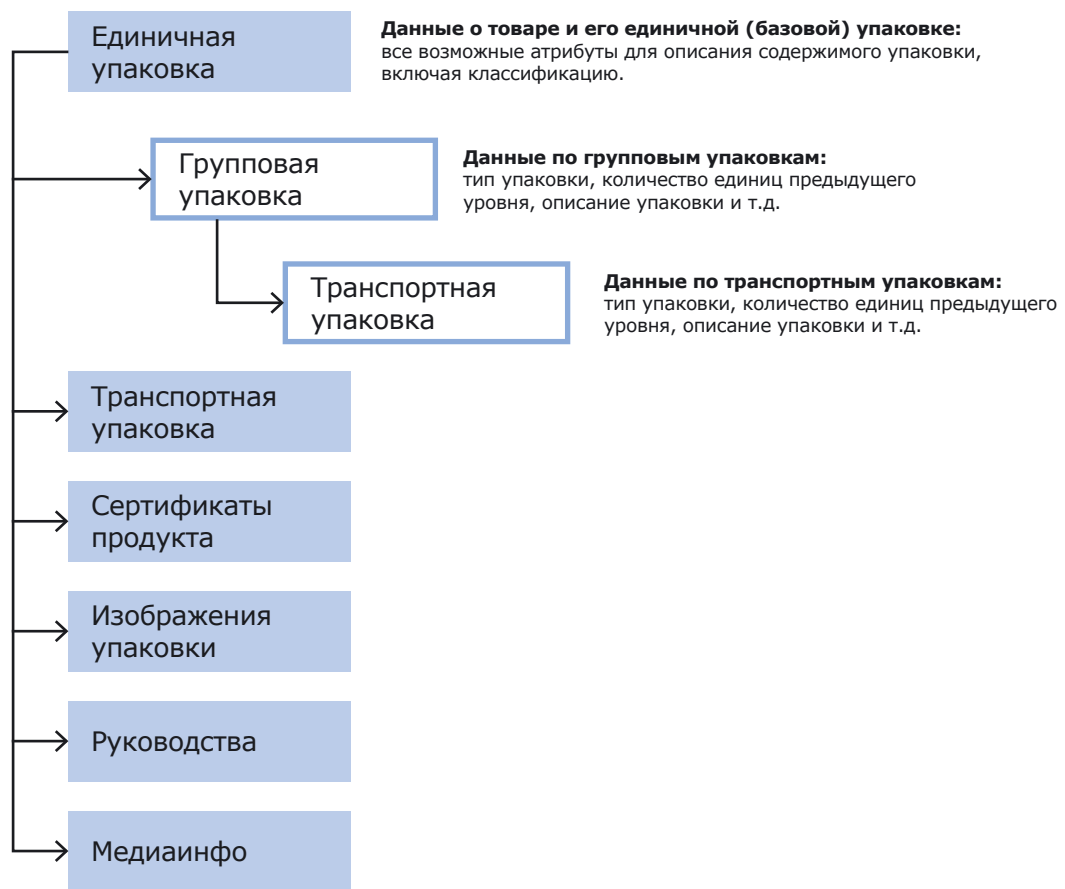 Единичная
упаковка
Данные о товаре и его единичной (базовой) упаковке:
все возможные атрибуты для описания содержимого упаковки,
включая классификацию.
Групповая
упаковка
Данные по групповым упаковкам:
тип упаковки, количество единиц предыдущего
уровня, описание упаковки и т.д.
Транспортная
упаковка
Данные по транспортным упаковкам:
тип упаковки, количество единиц предыдущего
уровня, описание упаковки и т.д.
Транспортная
упаковка
Сертификаты
продукта
Изображения
упаковки
Руководства
Медиаинфо